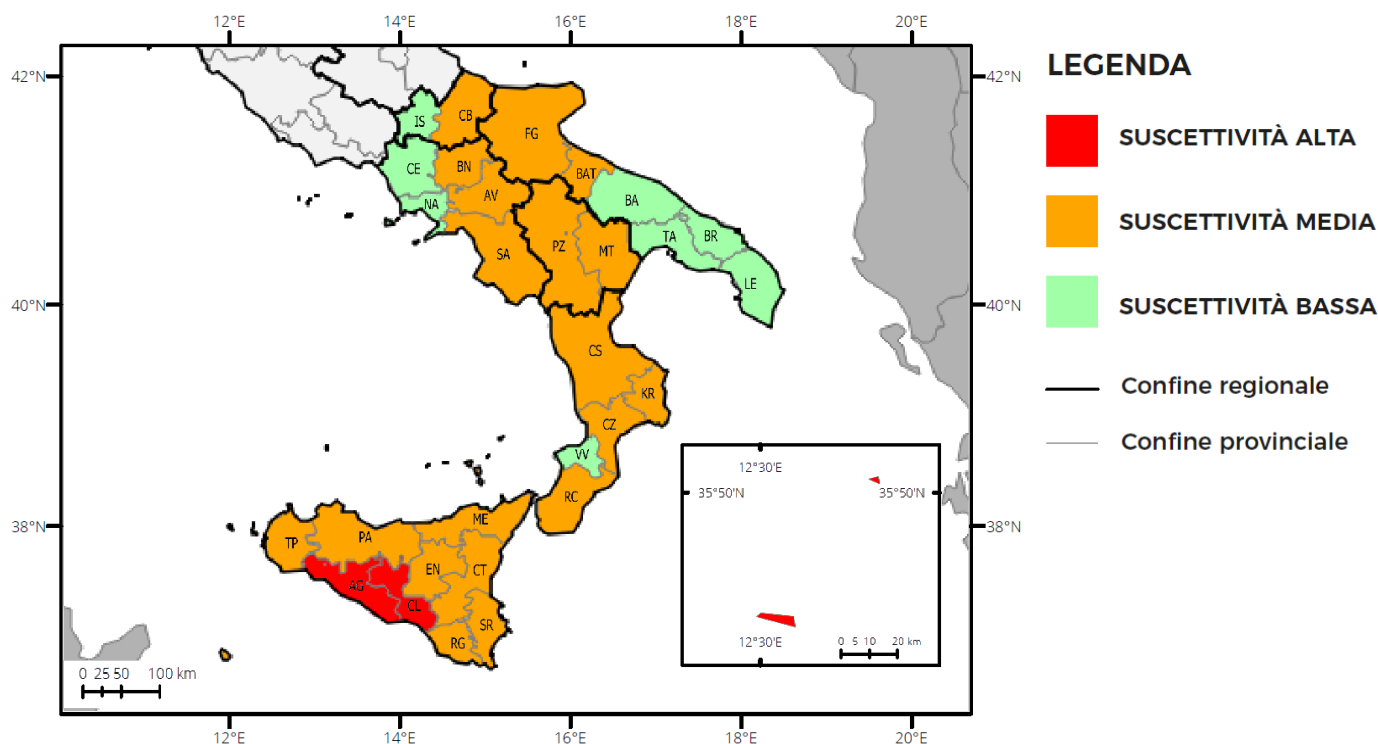 12°E 14°E 16°E 18°E 20°E
42°N 42°N
40°N 40°N
38°N 38°N
IS
CB
FG
CE
BN
BAT
AV
NA
BA
SA
PZ
MT
TA
BR
LE
CS
KR
CZ
VV
RC
ME
TP
PA
EN
CT
AG
CL
SR
RG
12°30'E
35°50'N 35°50'N
12°30'E
0 5 10 20 km
0 25 50 100 km
12°E 14°E 16°E 18°E 20°E
LEGENDA
SUSCETTIVITÀ ALTA
SUSCETTIVITÀ MEDIA
SUSCETTIVITÀ BASSA
Confine regionale
Confine provinciale